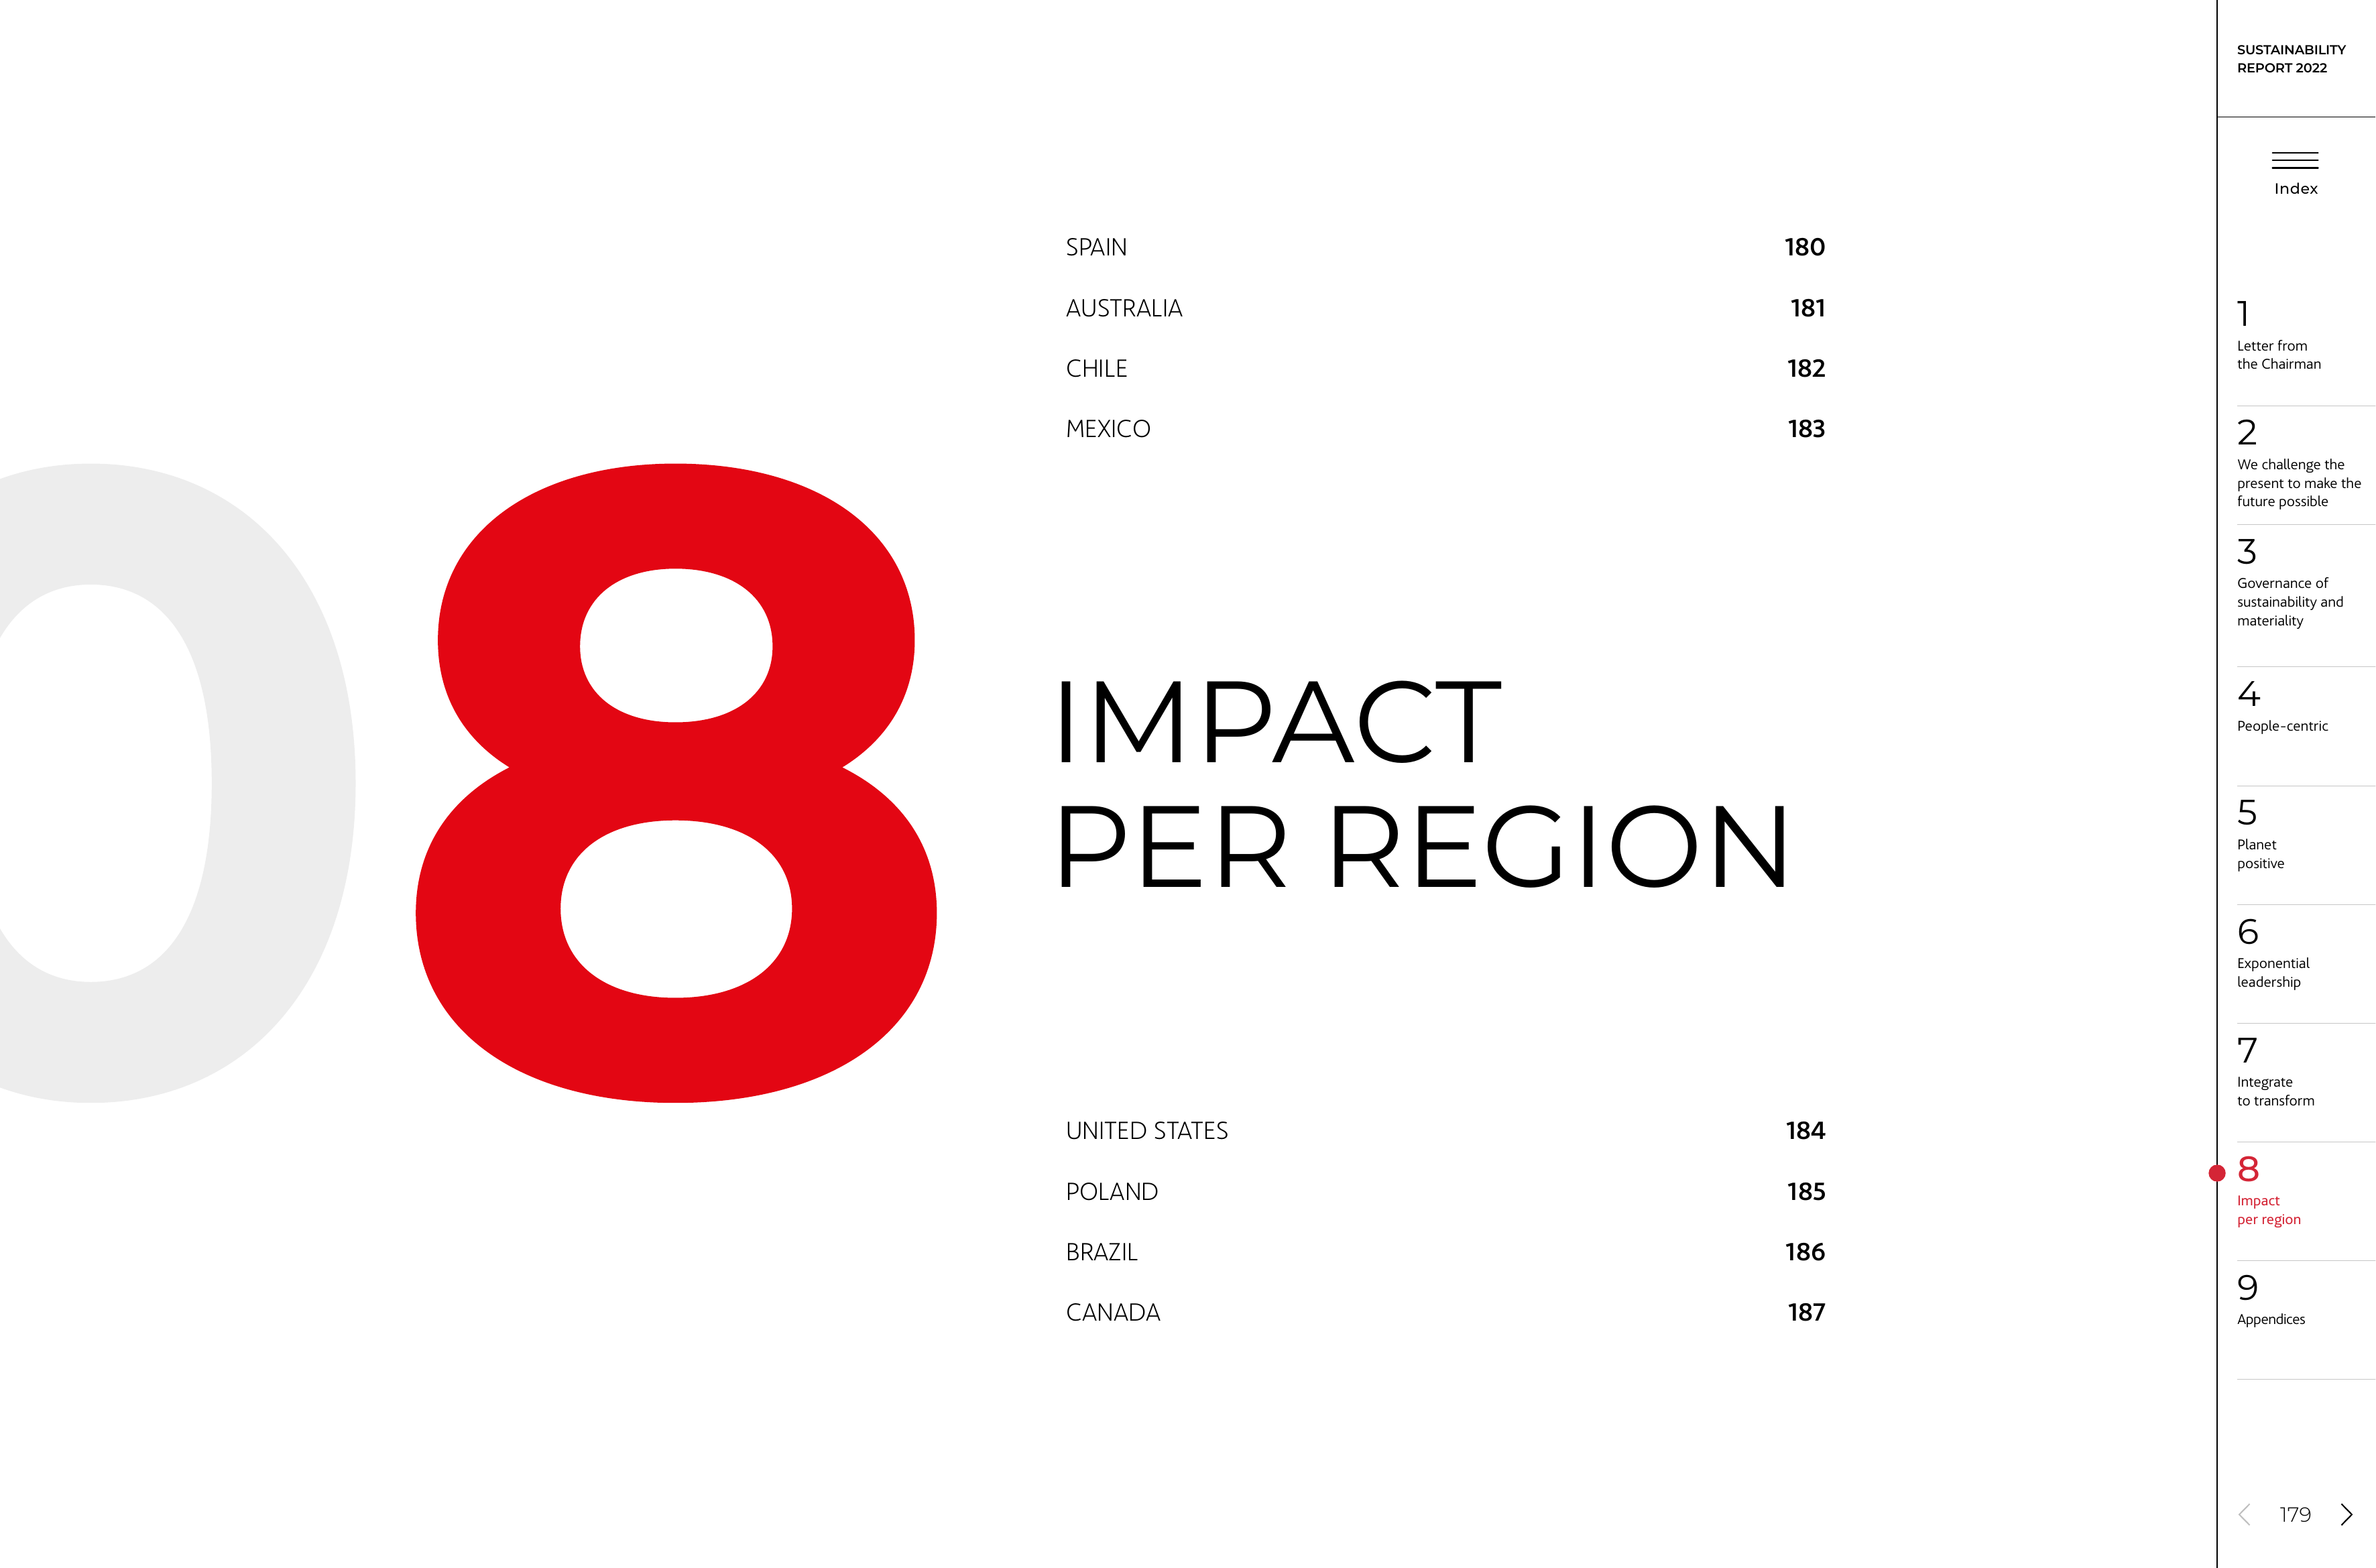 SPAIN 180
AUSTRALIA 181
CHILE 182
MEXICO 183
08
IMPACT
PER REGION
UNITED STATES 184
POLAND 185
BRAZIL 186
CANADA 187
SUSTAINABILITY
REPORT 2022
Index
1
Letter from
the Chairman
2
We challenge the
present to make the
future possible
3
Governance of
sustainability and
materiality
4
People-centric
5
Planet
positive
6
Exponential
leadership
7
Integrate
to transform
8
Impact
per region
9
Appendices
179